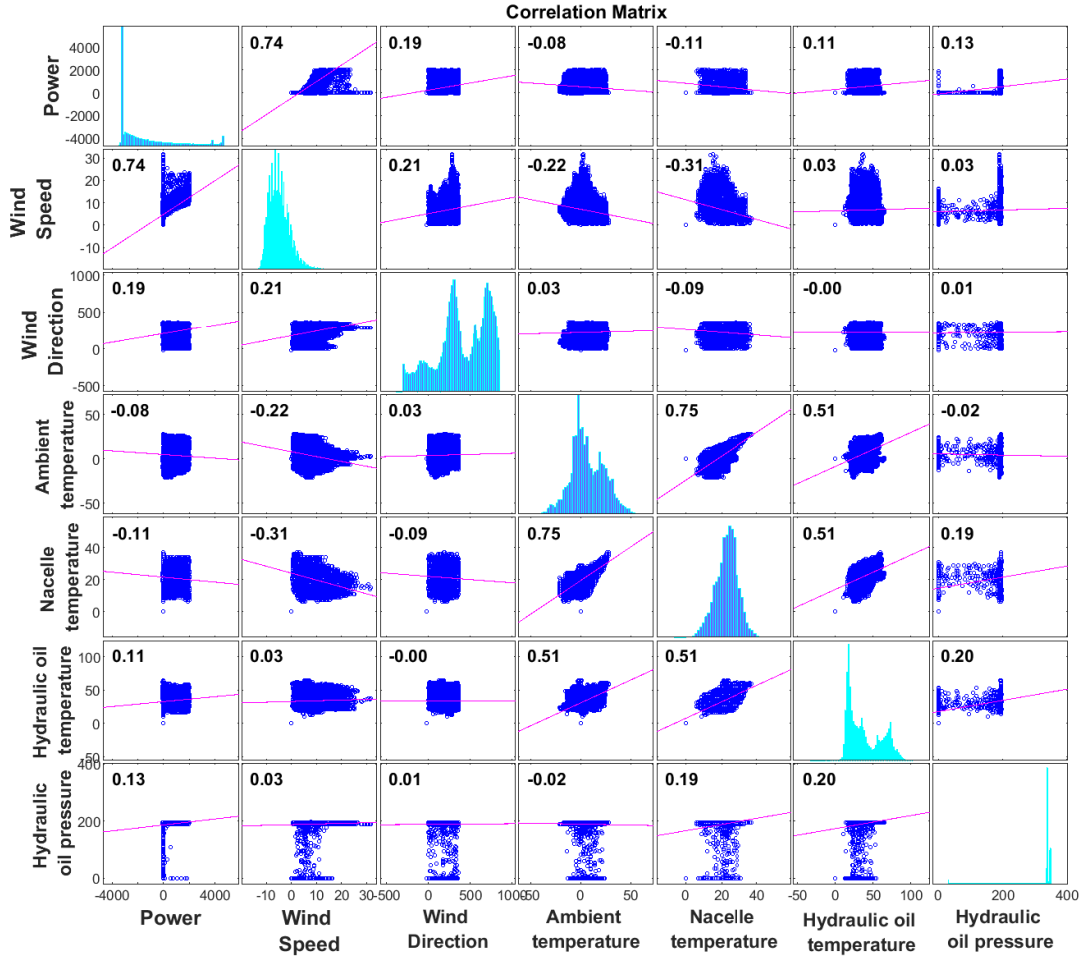 Correlation Matrix
Power
4000
2000
0
-2000
-4000
0.74 0.19 -0.08 -0.11 0.11 0.13
Wind
Speed
30
20
10
0
-10
0.74 0.21 -0.22 -0.31 0.03 0.03
Wind
Direction
1000
500
0
-500
0.19 0.21 0.03 -0.09 -0.00 0.01
Ambient
temperature
50
0
-50
-0.08 -0.22 0.03 0.75 0.51 -0.02
Nacelle
temperature
40
20
0
-0.11 -0.31 -0.09 0.75 0.51 0.19
Hydraulic oil
temperature
100
50
0
0.11 0.03 -0.00 0.51 0.51 0.20
Hydraulic
oil pressure
400
200
0
0.13 0.03 0.01 -0.02 0.19 0.20
-4000 0 4000 -10 0 10 20 0 500 0 50 0 20 40 0 50 100 0 200 400
Power
Wind
Speed
Wind
Direction
Ambient
temperature
Nacelle
temperature
Hydraulic oil
temperature
Hydraulic
oil pressure